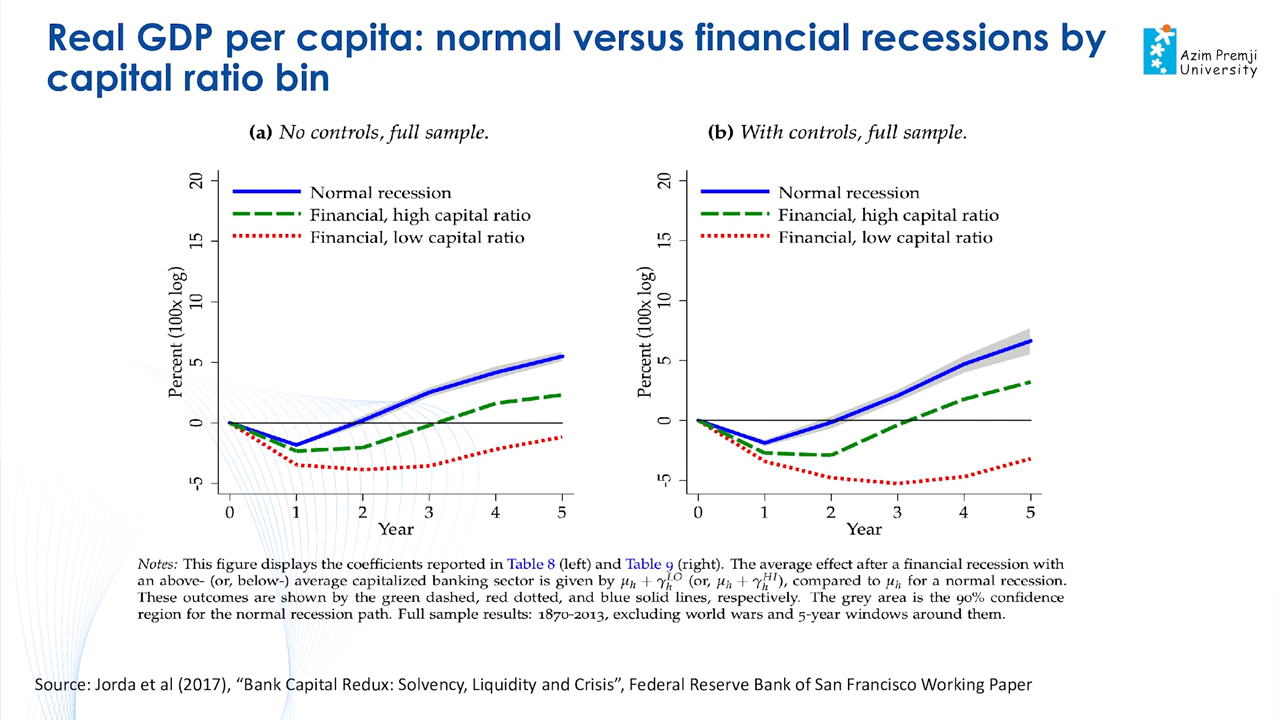 Real GDP per capita: normal versus financial recessions by
capital ratio bin
Azim Premji
University
(a) No controls, full sample.
Percent (100x log)
20
15
10
5
0
-5
Normal recession
Financial, high capital ratio
Financial, low capital ratio
0 1 2 3 4 5
Year
(b) With controls, full sample.
Percent (100x log)
20
15
10
5
0
-5
Normal recession
Financial, high capital ratio
Financial, low capital ratio
0 1 2 3 4 5
Year
Notes: This figure displays the coefficients reported in Table 8 (left) and Table 9 (right). The average effect after a financial recession with
an above- (or, below-) average capitalized banking sector is given by μ_h + γ_h^LO (or, μ_h + γ_h^HI), compared to μ_h for a normal recession.
These outcomes are shown by the green dashed, red dotted, and blue solid lines, respectively. The grey area is the 90% confidence
region for the normal recession path. Full sample results: 1870-2013, excluding world wars and 5-year windows around them.
Source: Jorda et al (2017), “Bank Capital Redux: Solvency, Liquidity and Crisis”, Federal Reserve Bank of San Francisco Working Paper